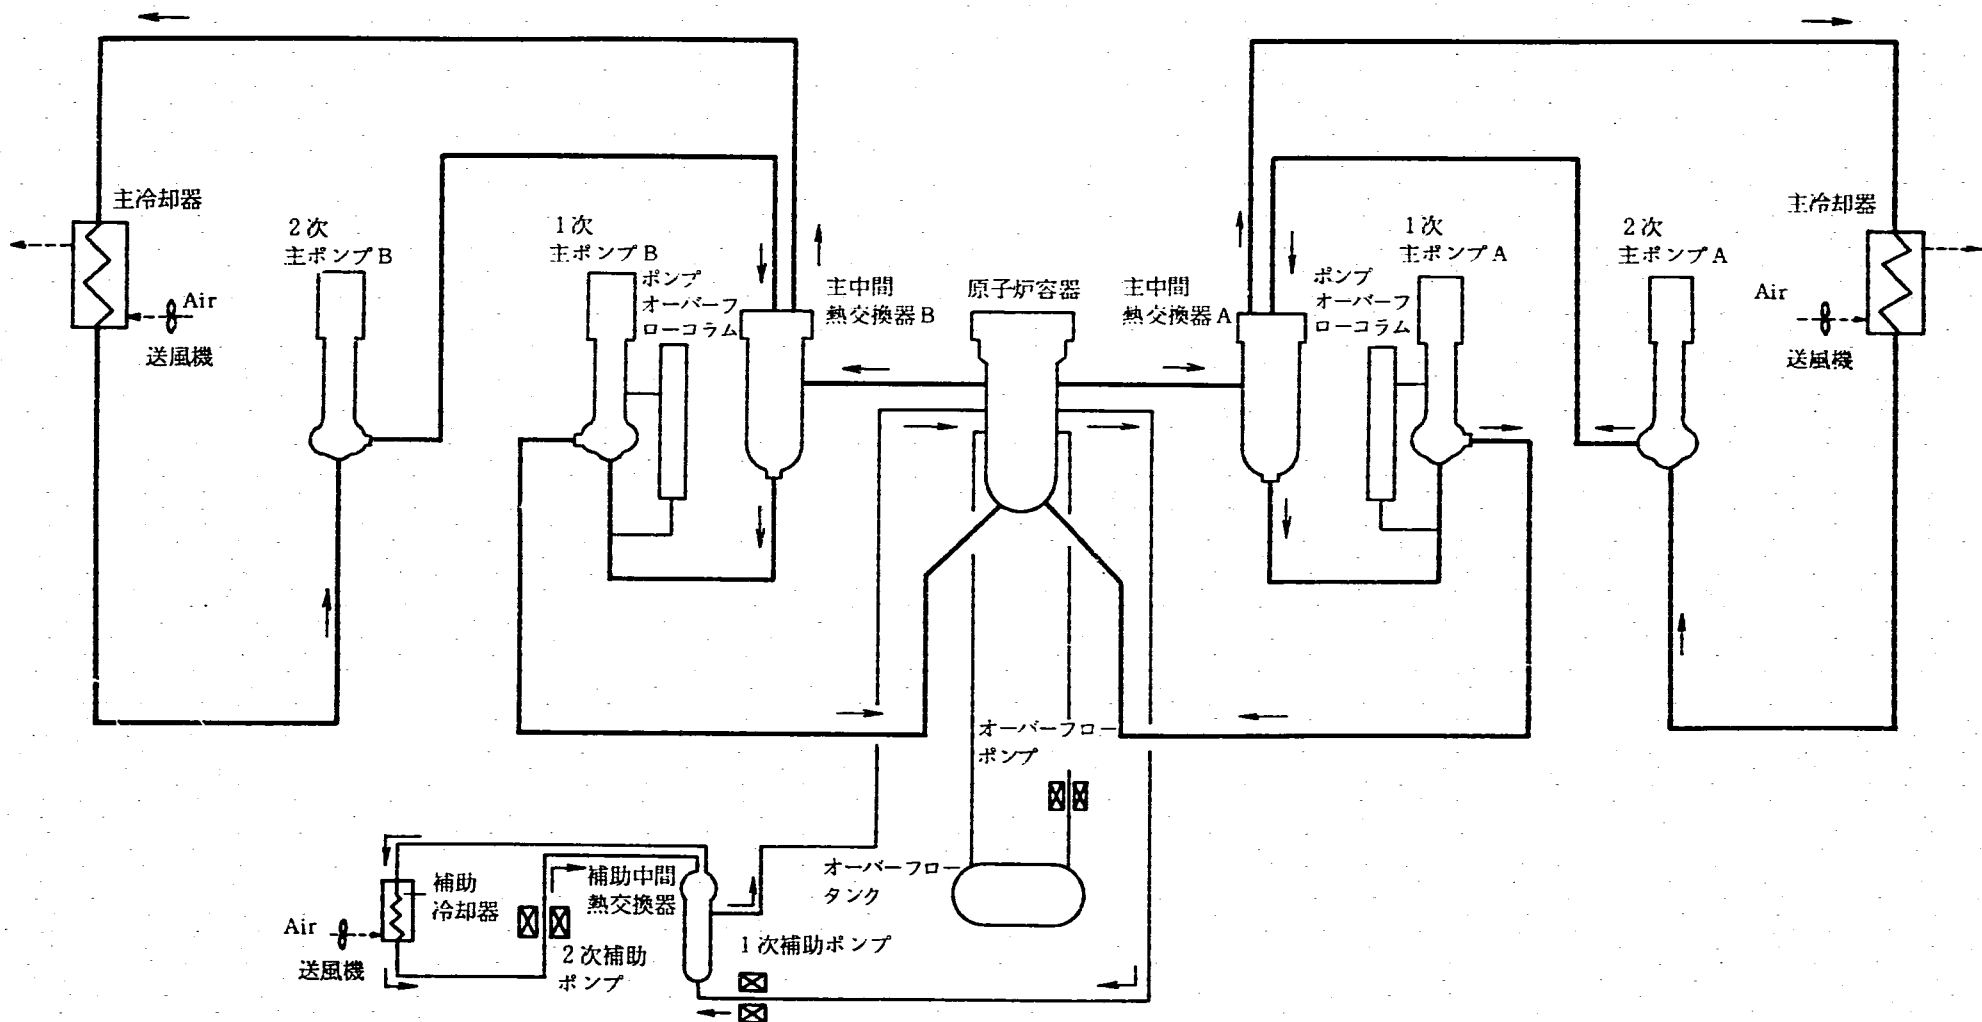 主冷却器
2次
主ポンプB
1次
主ポンプB
ポンプ
オーバーフ
ローコラム
主中間
熱交換器B
原子炉容器
主中間
熱交換器A
ポンプ
オーバーフ
ローコラム
1次
主ポンプA
2次
主ポンプA
主冷却器
Air
送風機
Air
送風機
オーバーフロー
ポンプ
オーバーフロー
タンク
補助
冷却器
Air
送風機
補助中間
熱交換器
2次補助
ポンプ
1次補助ポンプ